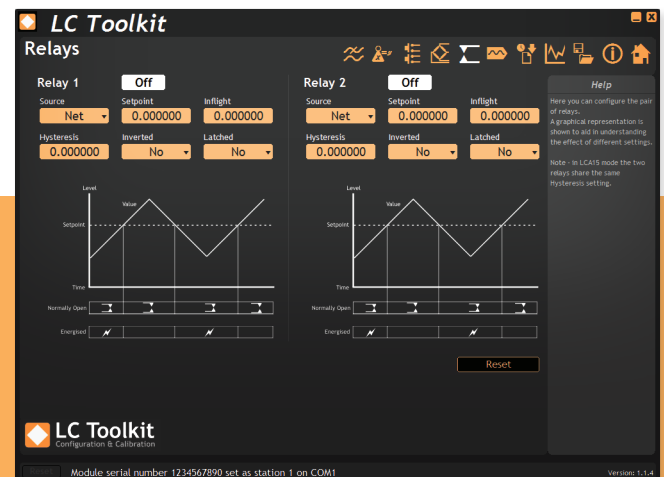 LC Toolkit
Relays
Relay 1 Off
Source Setpoint Inflight
Net 0.000000 0.000000
Hysteresis Inverted Latched
0.000000 No No
Level
Value
Setpoint
Time
Normally Open
Energised
Relay 2 Off
Source Setpoint Inflight
Net 0.000000 0.000000
Hysteresis Inverted Latched
0.000000 No No
Level
Value
Setpoint
Time
Normally Open
Energised
Reset
Help
Here you can configure the pair
of relays.
A graphical representation is
shown to aid in understanding
the effect of different settings.
Note - In LCA15 mode the two
relays share the same
Hysteresis setting.
LC Toolkit
Configuration & Calibration
Module serial number 1234567890 set as station 1 on COM1
Version: 1.1.4